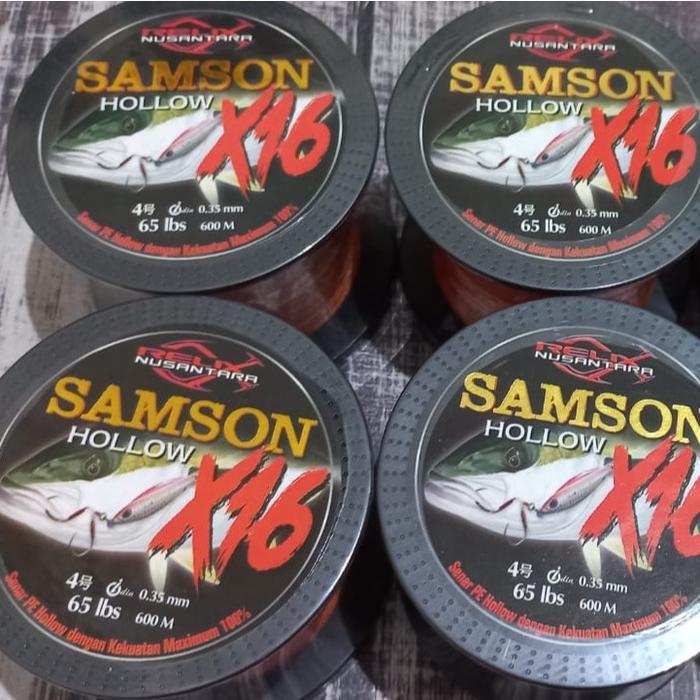 RELIX
NUSANTARA
SAMSON
HOLLOW
X16
4号 dia 0.35 mm
65 lbs 600 M
Senar PE Hollow dengan Kekuatan Maximum 100%
RELIX
NUSANTARA
SAMSON
HOLLOW
X16
4号 dia 0.35 mm
65 lbs 600 M
Senar PE Hollow dengan Kekuatan Maximum 100%
RELIX
NUSANTARA
SAMSON
HOLLOW
X16
4号 dia 0.35 mm
65 lbs 600 M
Senar PE Hollow dengan Kekuatan Maximum 100%
RELIX
NUSANTARA
SAMSON
HOLLOW
X16
4号 dia 0.35 mm
65 lbs 600 M
Senar PE Hollow dengan Kekuatan Maximum 100%